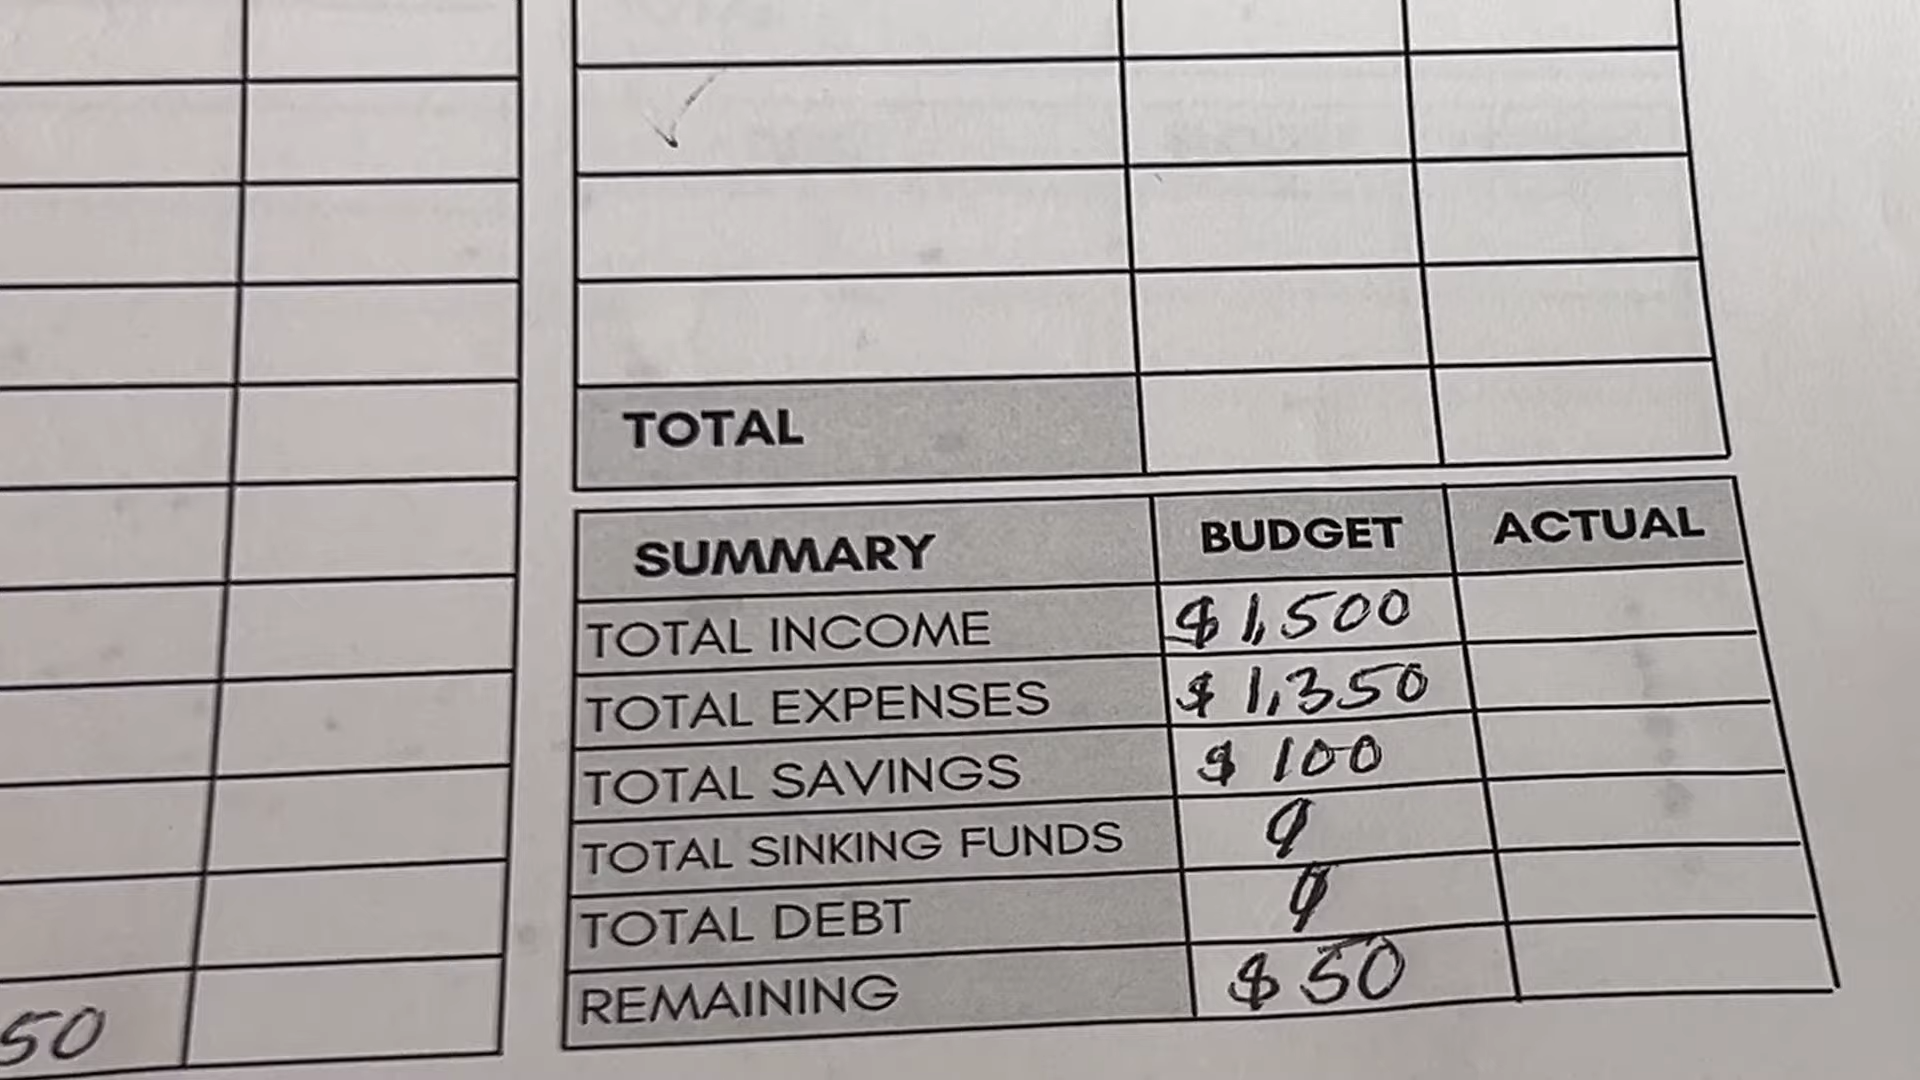 TOTAL
SUMMARY BUDGET ACTUAL
TOTAL INCOME $1,500
TOTAL EXPENSES $1,350
TOTAL SAVINGS $100
TOTAL SINKING FUNDS 0
TOTAL DEBT 0
REMAINING $50
50